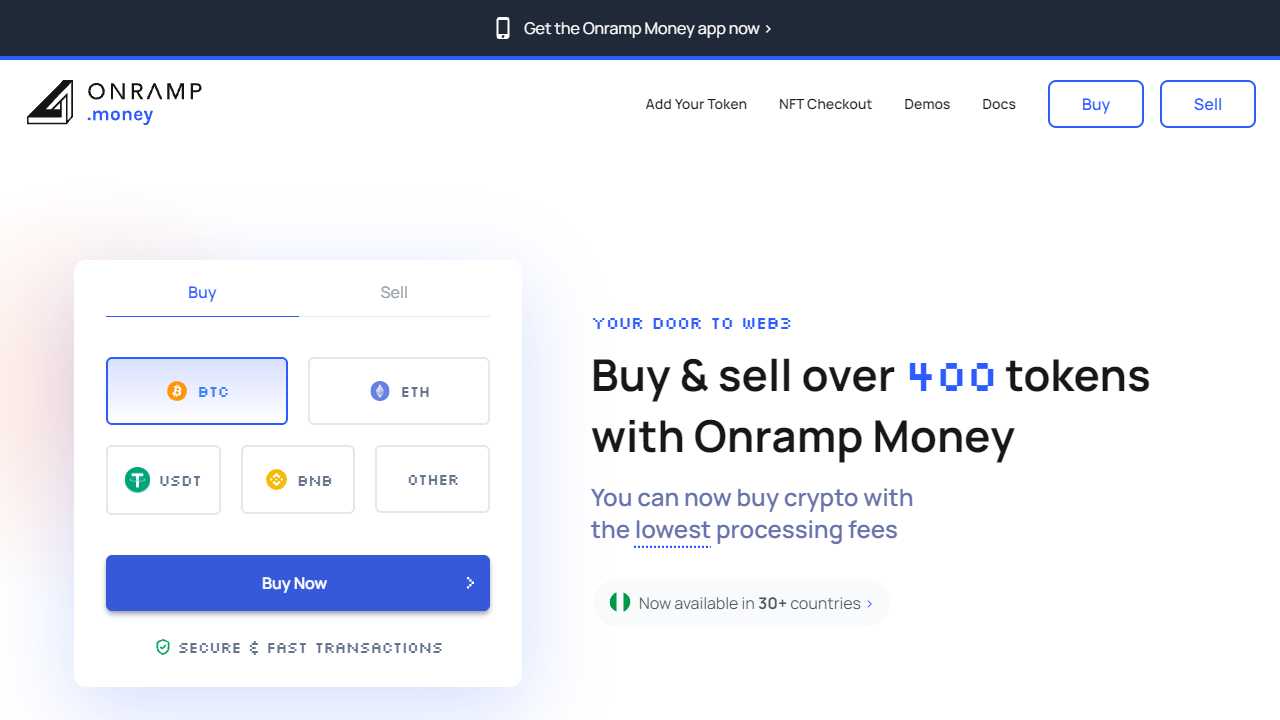 Get the Onramp Money app now ›
ONRAMP
.money
Add Your Token
NFT Checkout
Demos
Docs
Buy
Sell
Buy
Sell
BTC
ETH
USDT
BNB
OTHER
Buy Now
SECURE & FAST TRANSACTIONS
YOUR DOOR TO WEB3
Buy & sell over 400 tokens
with Onramp Money
You can now buy crypto with
the lowest processing fees
Now available in 30+ countries ›